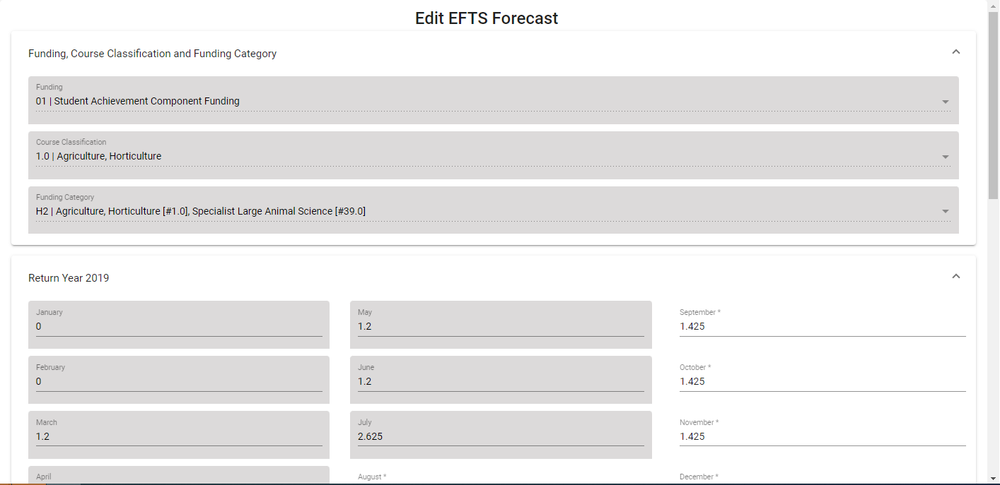 Edit EFTS Forecast
Funding, Course Classification and Funding Category
Funding
01 | Student Achievement Component Funding
Course Classification
1.0 | Agriculture, Horticulture
Funding Category
H2 | Agriculture, Horticulture [#1.0], Specialist Large Animal Science [#39.0]
Return Year 2019
January
0
May
1.2
September *
1.425
February
0
June
1.2
October *
1.425
March
1.2
July
2.625
November *
1.425
April
August *
December *